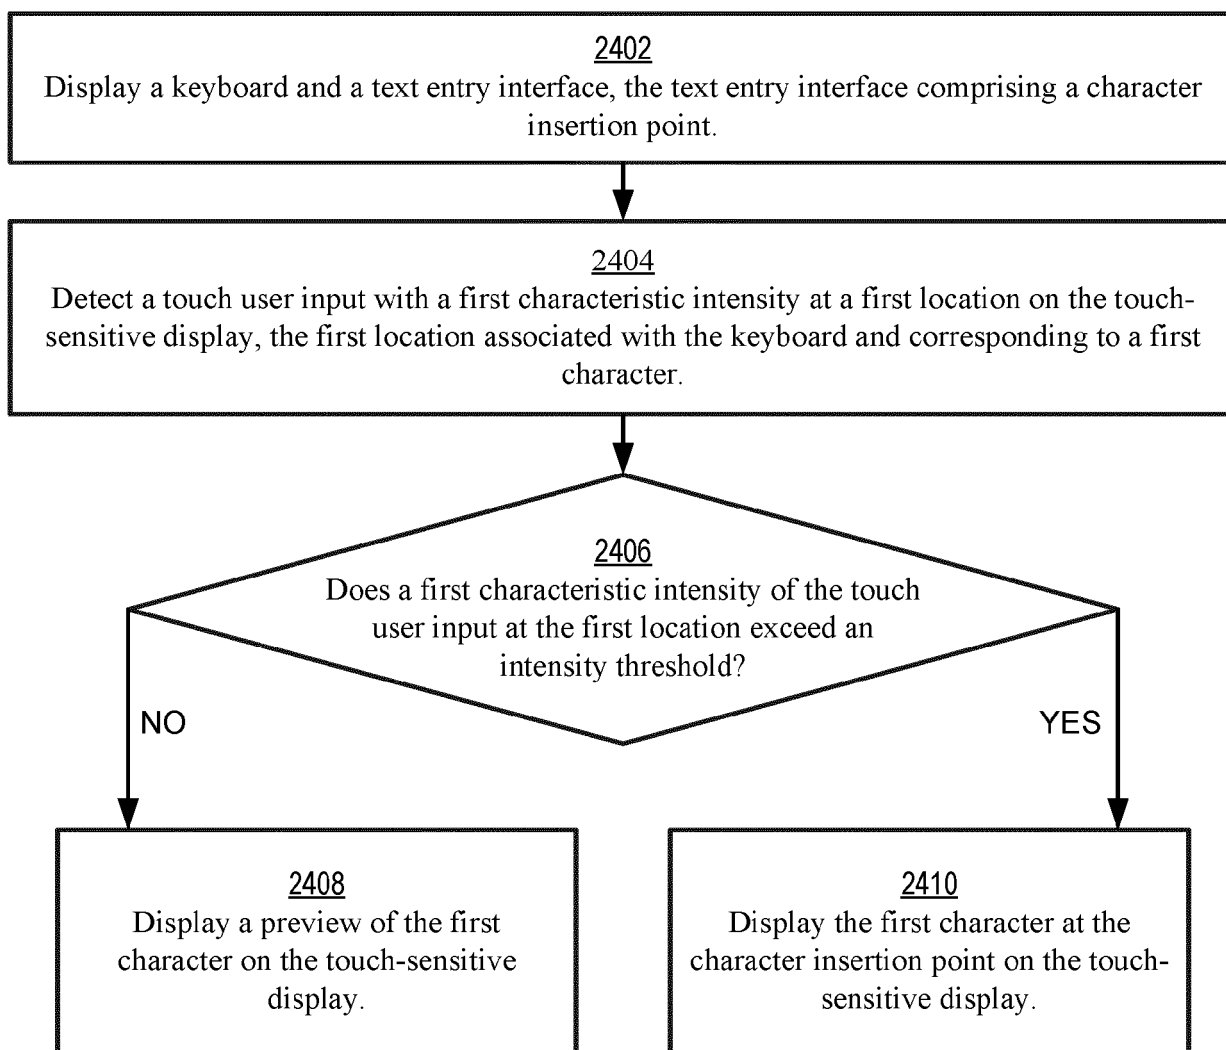 2402
Display a keyboard and a text entry interface, the text entry interface comprising a character
insertion point.
2404
Detect a touch user input with a first characteristic intensity at a first location on the touch-
sensitive display, the first location associated with the keyboard and corresponding to a first
character.
2406
Does a first characteristic intensity of the touch
user input at the first location exceed an
intensity threshold?
NO
YES
2408
Display a preview of the first
character on the touch-sensitive
display.
2410
Display the first character at the
character insertion point on the touch-
sensitive display.